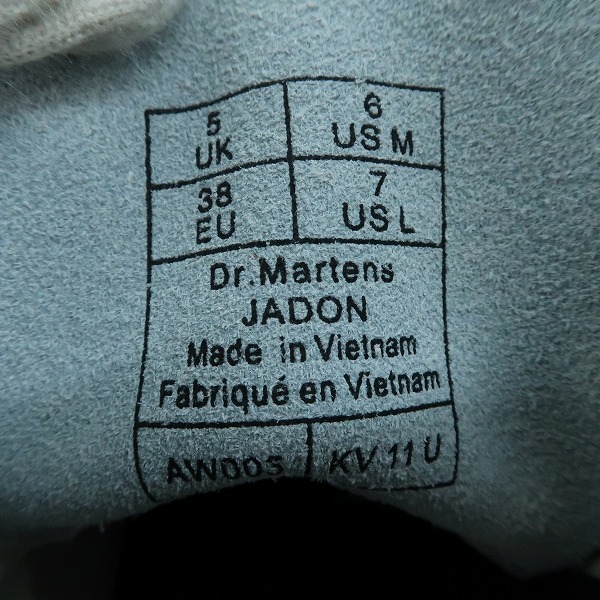 5 UK
6 US M
38 EU
7 US L
Dr.Martens
JADON
Made in Vietnam
Fabriqué en Vietnam
AW005 KV 11 U